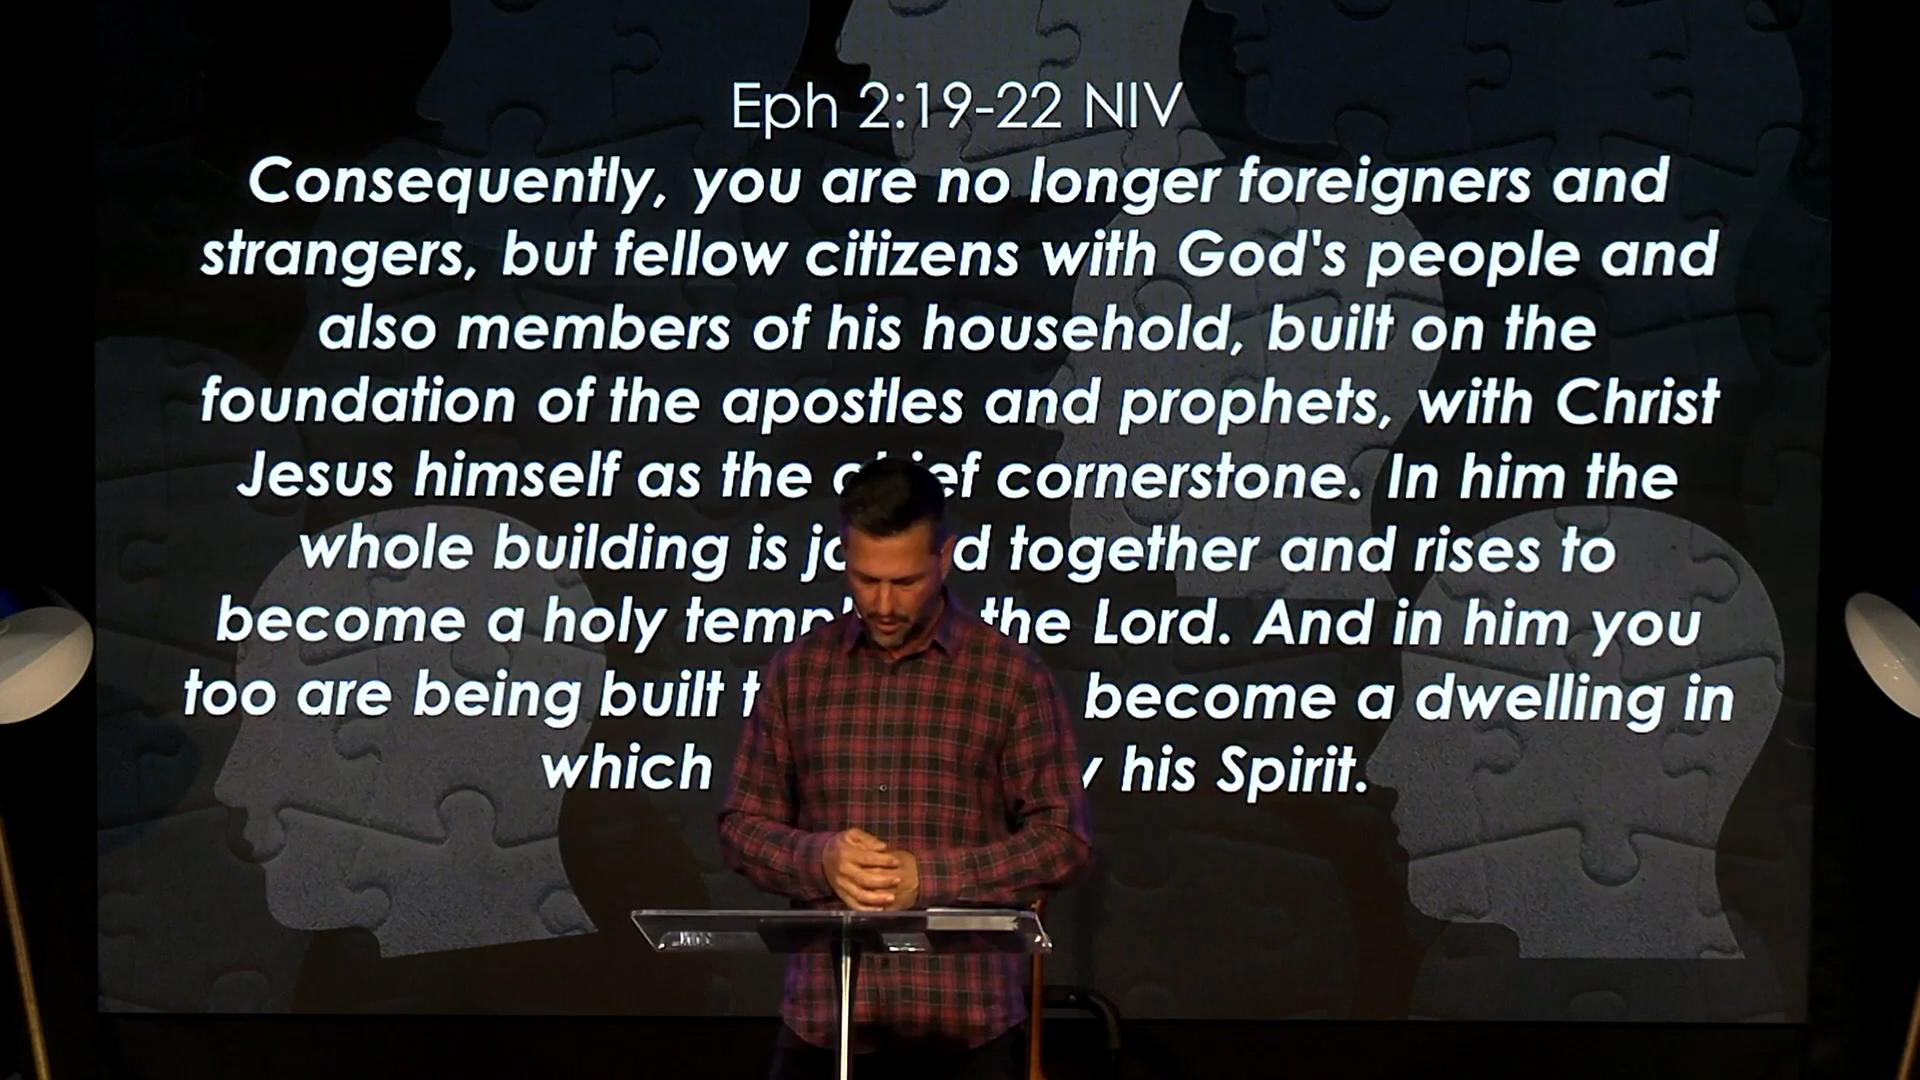 Eph 2:19-22 NIV
Consequently, you are no longer foreigners and
strangers, but fellow citizens with God's people and
also members of his household, built on the
foundation of the apostles and prophets, with Christ
Jesus himself as the cornerstone. In him the
whole building is together and rises to
become a holy the Lord. And in him you
too are being built become a dwelling in
which his Spirit.